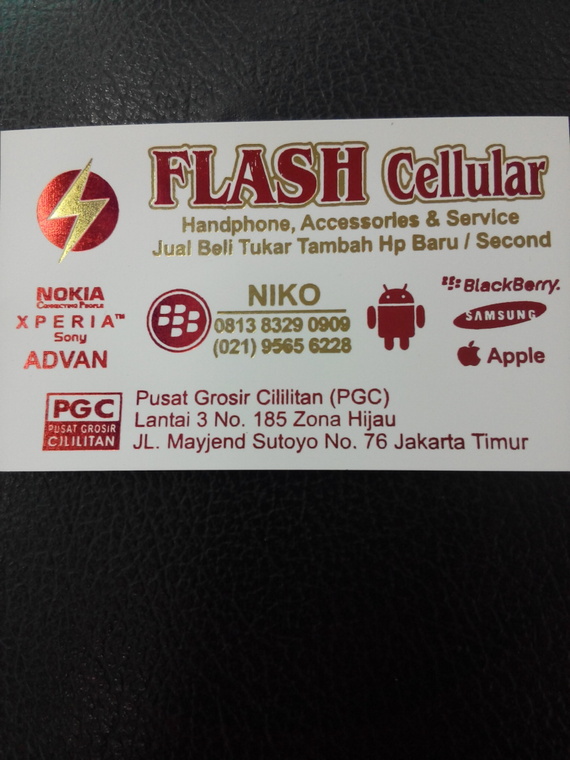 FLASH Cellular
Handphone, Accessories & Service
Jual Beli Tukar Tambah Hp Baru / Second
NOKIA
CONNECTING PEOPLE
XPERIA™
Sony
ADVAN
NIKO
0813 8329 0909
(021) 9565 6228
BlackBerry.
SAMSUNG
Apple
PGC
PUSAT GROSIR
CILILITAN
Pusat Grosir Cililitan (PGC)
Lantai 3 No. 185 Zona Hijau
JL. Mayjend Sutoyo No. 76 Jakarta Timur